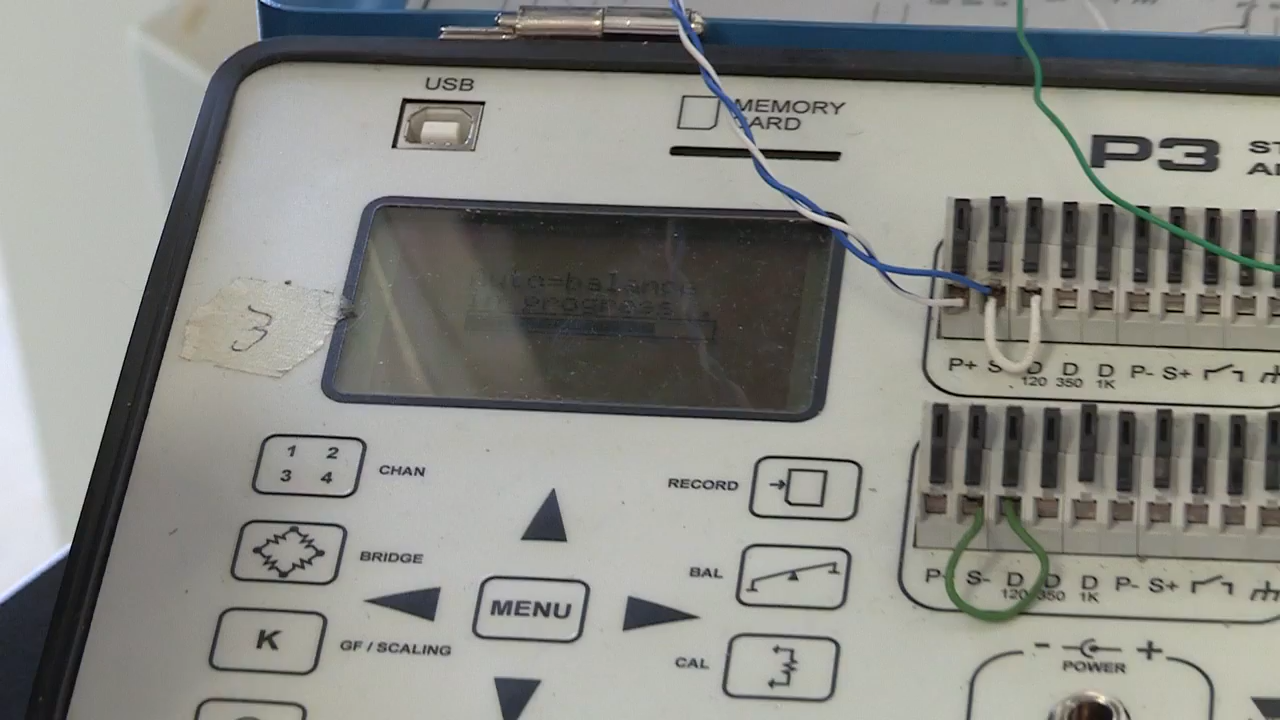 USB
MEMORY
CARD
P3
ST
3
Auto-balance
in progress...
P+ S- D D D P- S+
120 350 1K
1 2
3 4
CHAN
RECORD
BRIDGE
BAL
P+ S- D D D P- S+
120 350 1K
MENU
K
GF / SCALING
CAL
- +
POWER